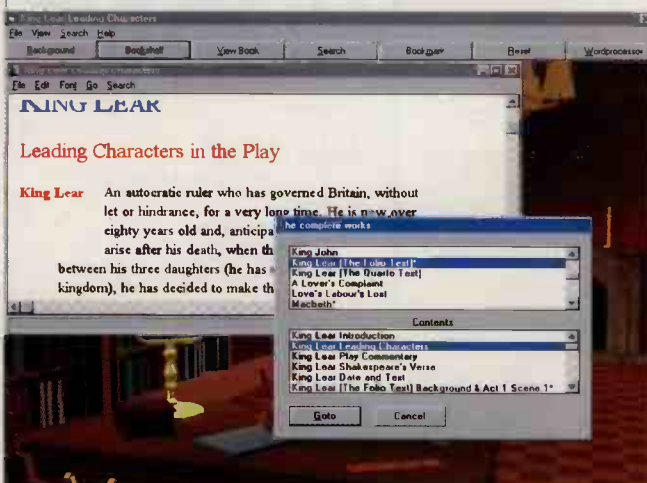 King Lear Leading Characters
File View Search Help
Background Bookshelf View Book Search Bookmark Reset Wordprocessor
King Lear Leading Characters
File Edit Font Go Search
KING LEAR
Leading Characters in the Play
King Lear An autocratic ruler who has governed Britain, without
let or hindrance, for a very long time. He is now over
eighty years old and, anticipa
arise after his death, when th
between his three daughters (he has
kingdom), he has decided to make th
he complete works
King John
King Lear [The Folio Text]*
King Lear [The Quarto Text]
A Lover's Complaint
Love's Labour's Lost
Macbeth*
Contents
King Lear Introduction
King Lear Leading Characters
King Lear Play Commentary
King Lear Shakespeare's Verse
King Lear Date and Text
King Lear [The Folio Text] Background & Act 1 Scene 1*
Goto Cancel